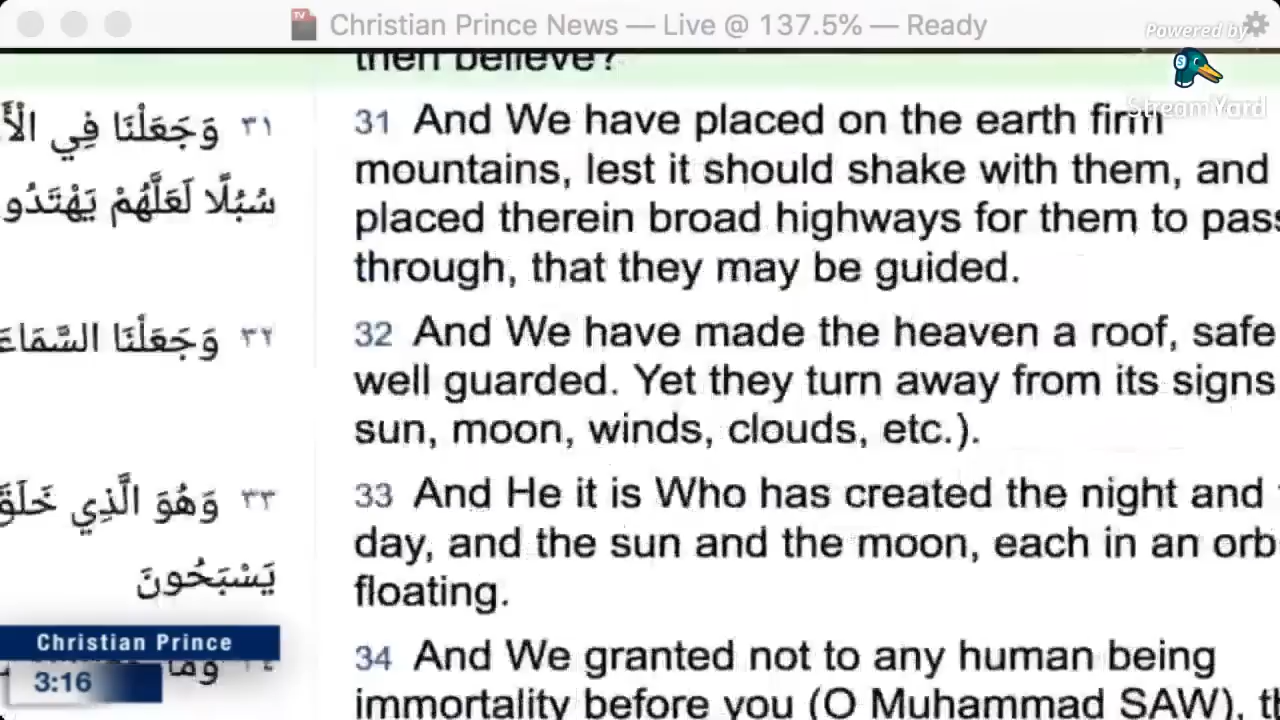 Christian Prince News — Live @ 137.5% — Ready
Powered by
StreamYard
then believe?
31 And We have placed on the earth firm
mountains, lest it should shake with them, and
placed therein broad highways for them to pass
through, that they may be guided.
٣١ وَجَعَلْنَا فِي
سُبُلًا لَعَلَّهُمْ يَهْتَدُو
32 And We have made the heaven a roof, safe
well guarded. Yet they turn away from its signs
sun, moon, winds, clouds, etc.).
٣٢ وَجَعَلْنَا السَّمَاءَ
33 And He it is Who has created the night and
day, and the sun and the moon, each in an orb
floating.
٣٣ وَهُوَ الَّذِي خَلَقَ
يَسْبَحُونَ
34 And We granted not to any human being
immortality before you (O Muhammad SAW), th
Christian Prince
3:16